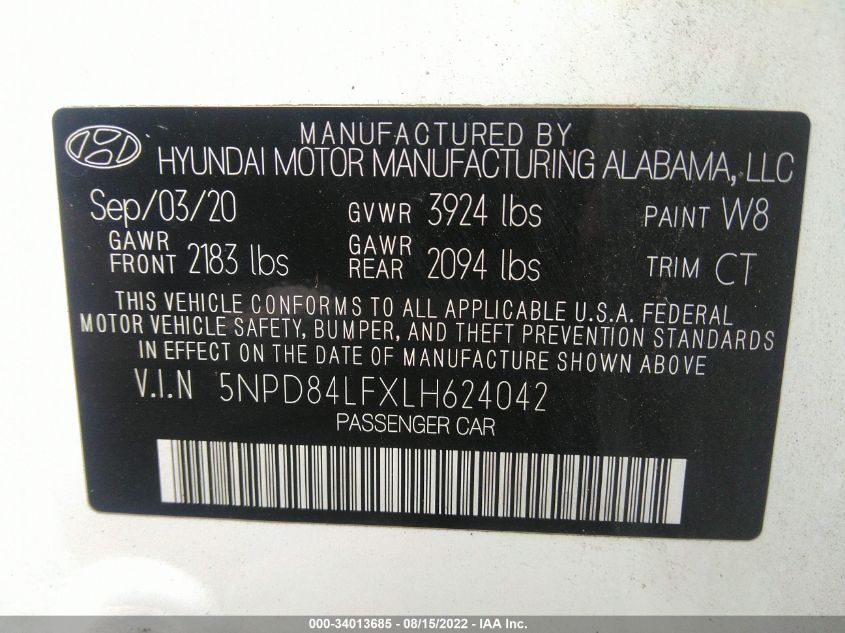 MANUFACTURED BY
HYUNDAI MOTOR MANUFACTURING ALABAMA, LLC
Sep/03/20 GVWR 3924 lbs PAINT W8
GAWR FRONT 2183 lbs GAWR REAR 2094 lbs TRIM CT
THIS VEHICLE CONFORMS TO ALL APPLICABLE U.S.A. FEDERAL
MOTOR VEHICLE SAFETY, BUMPER, AND THEFT PREVENTION STANDARDS
IN EFFECT ON THE DATE OF MANUFACTURE SHOWN ABOVE
V.I.N 5NPD84LFXLH624042
PASSENGER CAR
000-34013685 - 08/15/2022 - IAA Inc.